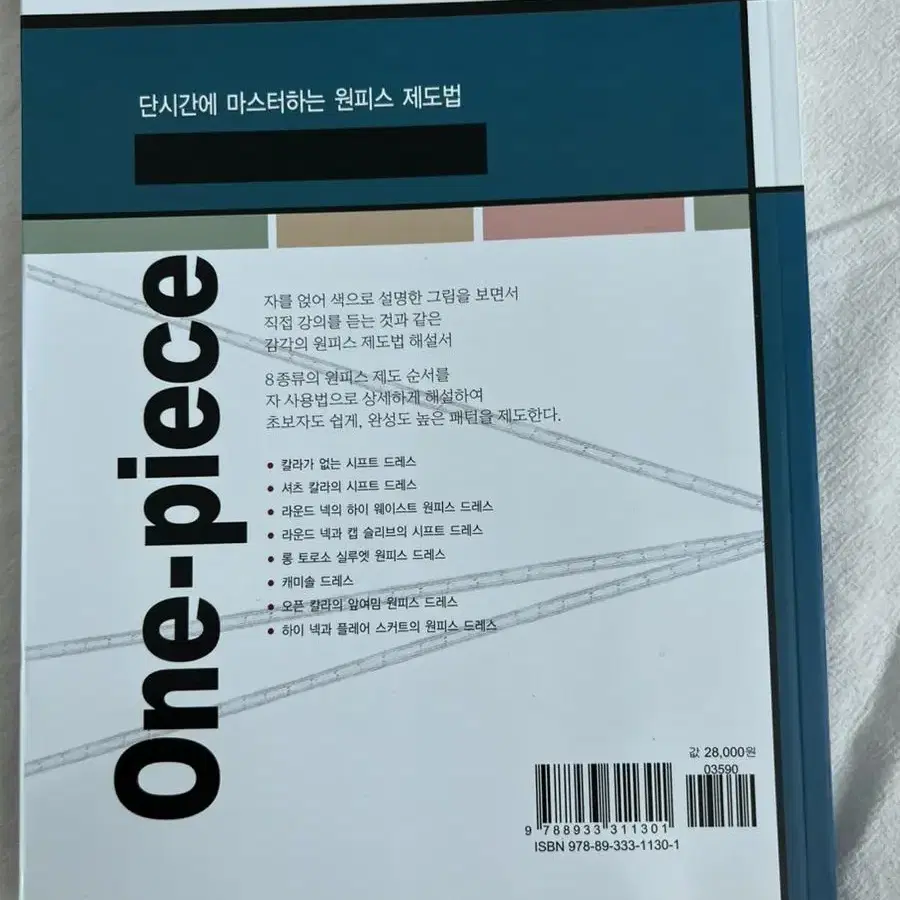 단시간에 마스터하는 원피스 제도법
One-piece
자를 얹어 색으로 설명한 그림을 보면서
직접 강의를 듣는 것과 같은
감각의 원피스 제도법 해설서
8종류의 원피스 제도 순서를
자 사용법으로 상세하게 해설하여
초보자도 쉽게, 완성도 높은 패턴을 제도한다.
• 칼라가 없는 시프트 드레스
• 셔츠 칼라의 시프트 드레스
• 라운드 넥의 하이 웨이스트 원피스 드레스
• 라운드 넥과 캡 슬리브의 시프트 드레스
• 롱 토르소 실루엣 원피스 드레스
• 캐미솔 드레스
• 오픈 칼라의 앞여밈 원피스 드레스
• 하이 넥과 플레어 스커트의 원피스 드레스
값 28,000원
03590
9 788933 311301
ISBN 978-89-333-1130-1